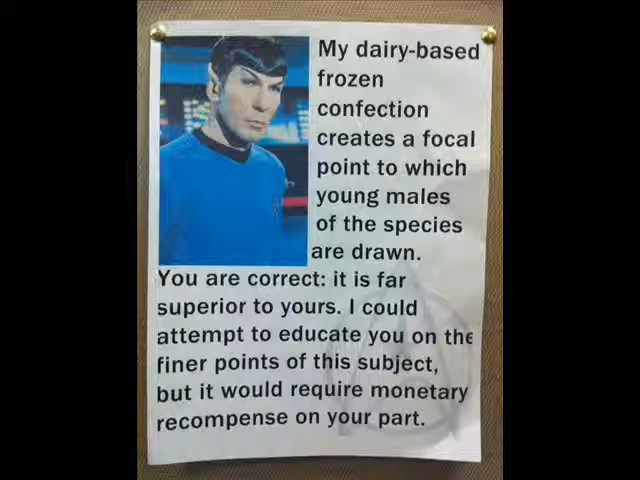 My dairy-based
frozen
confection
creates a focal
point to which
young males
of the species
are drawn.
You are correct: it is far
superior to yours. I could
attempt to educate you on the
finer points of this subject,
but it would require monetary
recompense on your part.